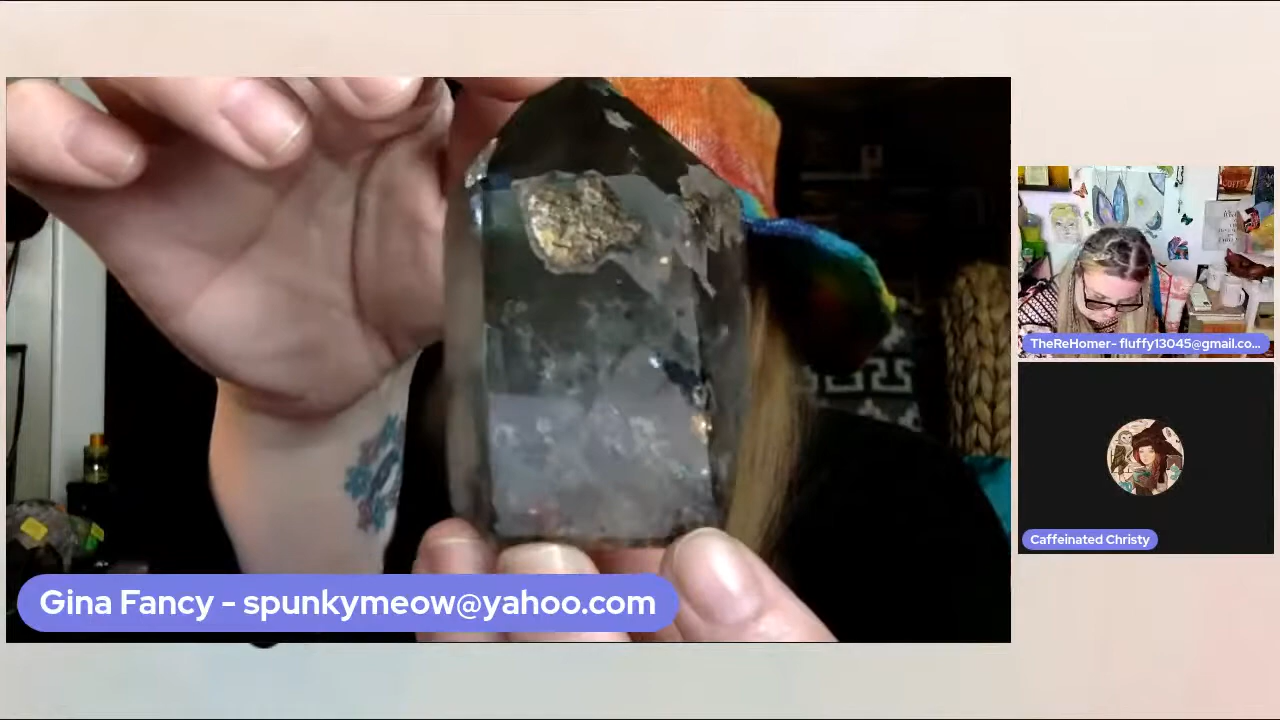 Gina Fancy - spunkymeow@yahoo.com
TheReHomer- fluffy13045@gmail.co...
Caffeinated Christy